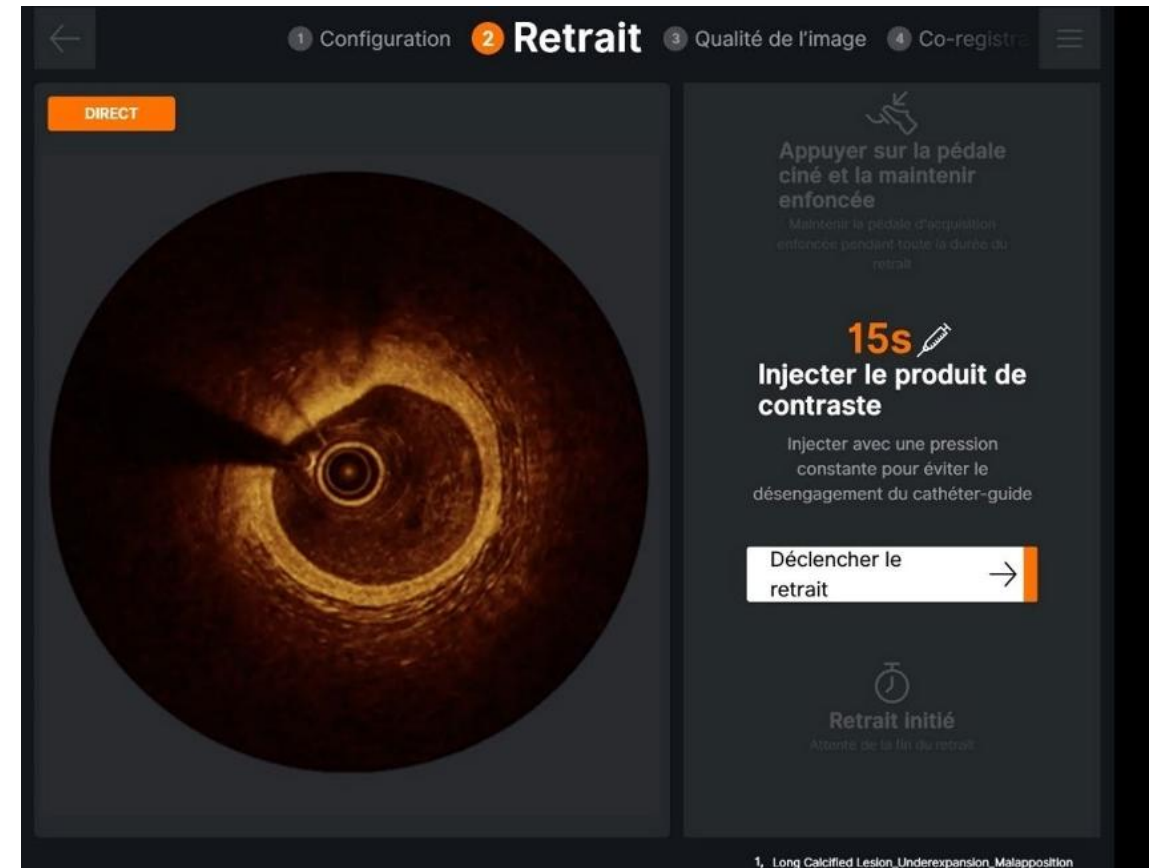 1 Configuration 2 Retrait 3 Qualité de l'image 4 Co-registra
DIRECT
Appuyer sur la pédale
ciné et la maintenir
enfoncée
Maintenir la pédale d'acquisition
enfoncée pendant toute la durée du
retrait
15s
Injecter le produit de
contraste
Injecter avec une pression
constante pour éviter le
désengagement du cathéter-guide
Déclencher le
retrait
Retrait initié
Attente de la fin du retrait
1, Long Calcified Lesion_Underexpansion_Malapposition